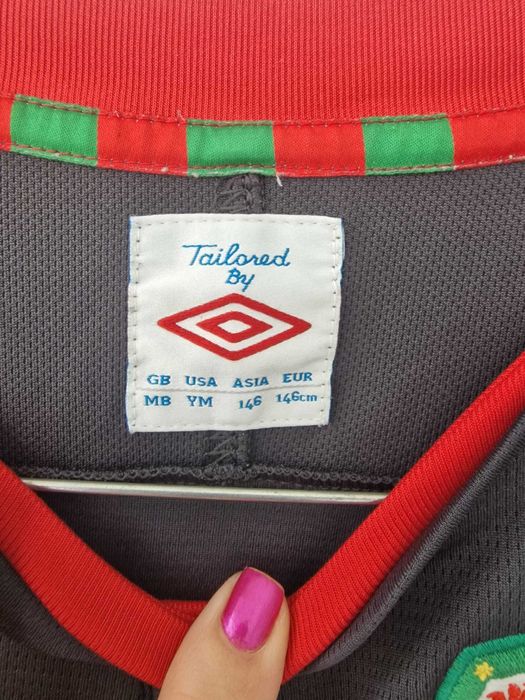 Tailored
By
GB USA ASIA EUR
MB YM 146 146cm